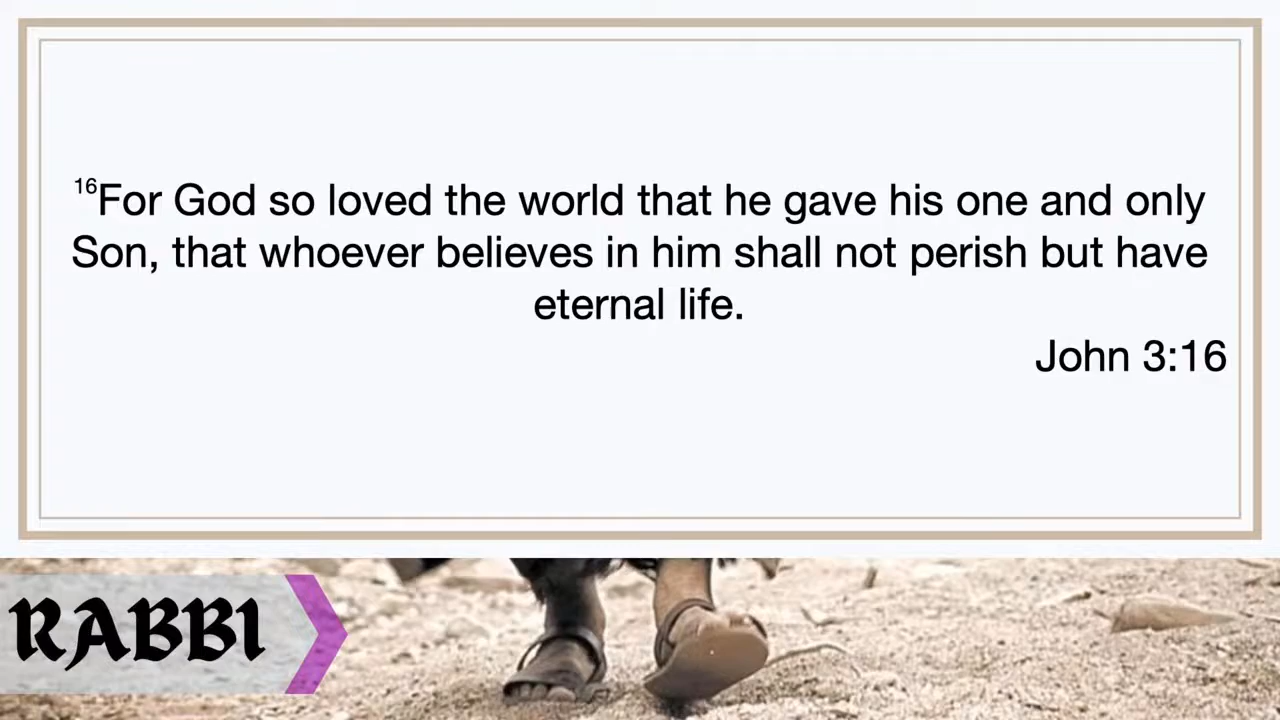 16For God so loved the world that he gave his one and only
Son, that whoever believes in him shall not perish but have
eternal life.
John 3:16
RABBI